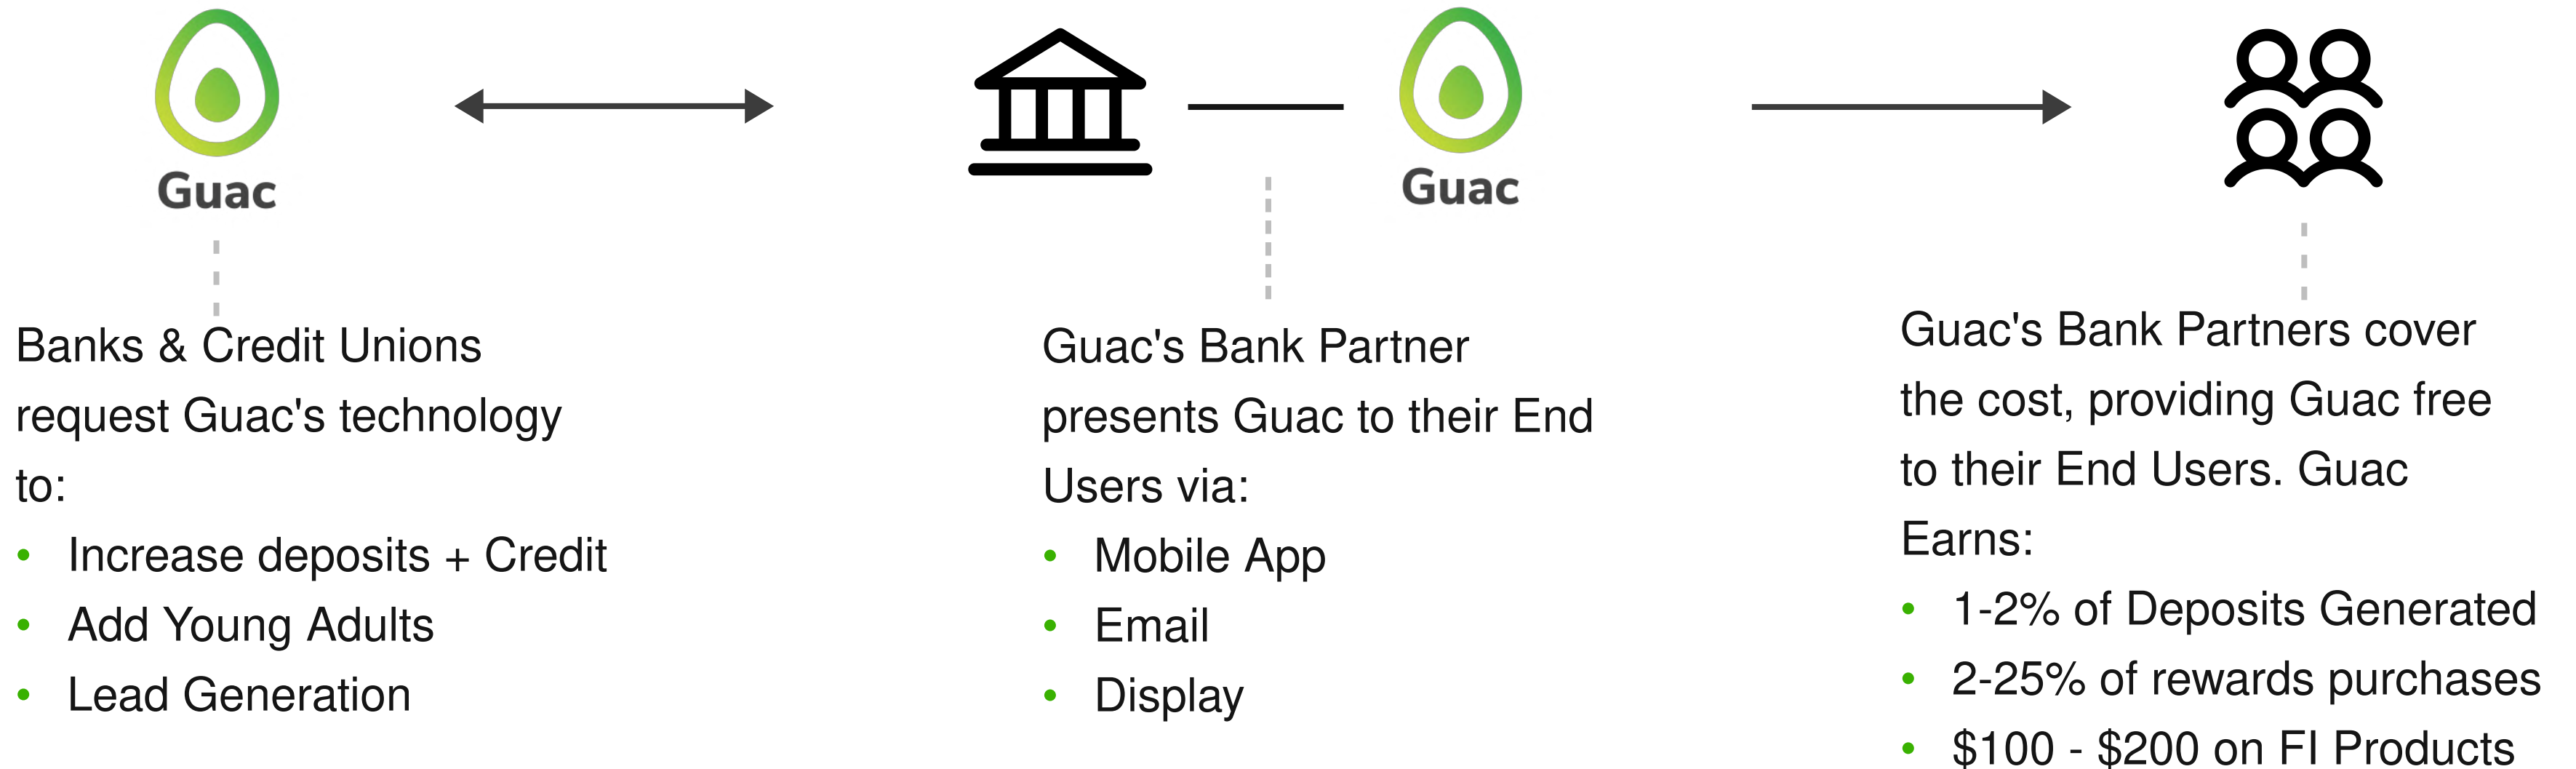 Guac
Guac
Banks & Credit Unions
request Guac's technology
to:
• Increase deposits + Credit
• Add Young Adults
• Lead Generation
Guac's Bank Partner
presents Guac to their End
Users via:
• Mobile App
• Email
• Display
Guac's Bank Partners cover
the cost, providing Guac free
to their End Users. Guac
Earns:
• 1-2% of Deposits Generated
• 2-25% of rewards purchases
• $100 - $200 on FI Products